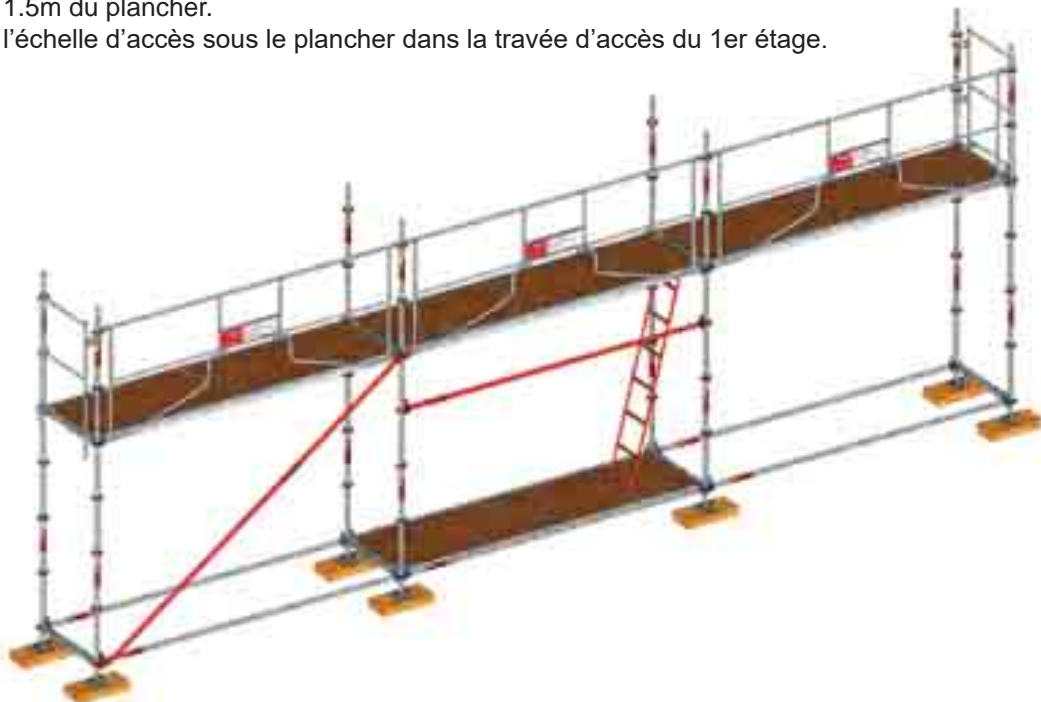 1.5m du plancher.
l’échelle d’accès sous le plancher dans la travée d’accès du 1er étage.